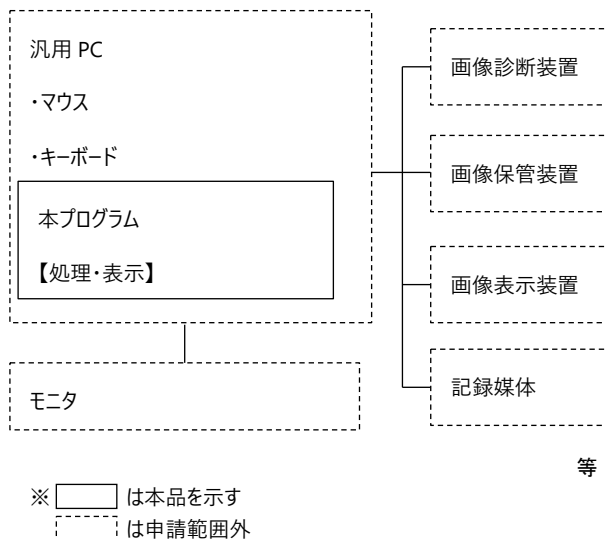 汎用 PC
・マウス
・キーボード
本プログラム
【処理・表示】
モニタ
画像診断装置
画像保管装置
画像表示装置
記録媒体
等
※ は本品を示す
は申請範囲外